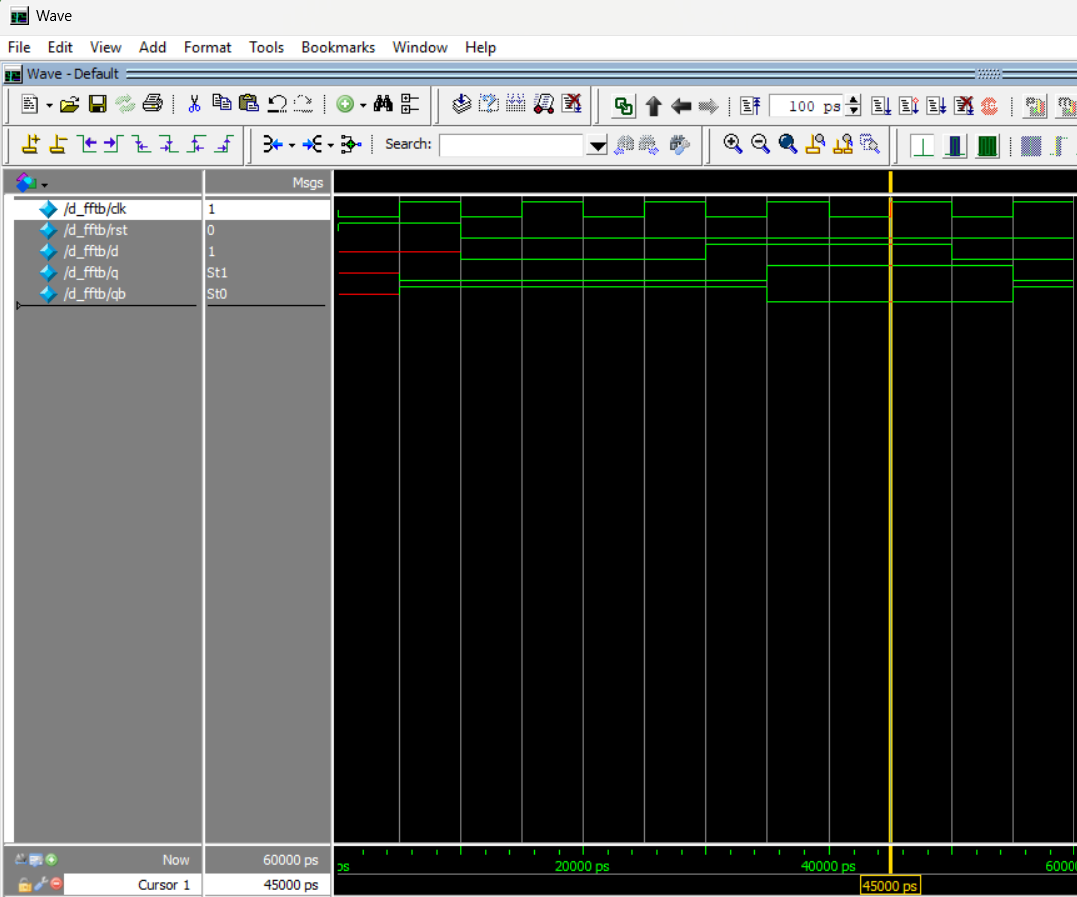 Wave
File Edit View Add Format Tools Bookmarks Window Help
Wave - Default
100 ps
Search:
Msgs
/d_fftb/clk 1
/d_fftb/rst 0
/d_fftb/d 1
/d_fftb/q St1
/d_fftb/qb St0
Now 60000 ps ps 20000 ps 40000 ps 6000
Cursor 1 45000 ps 45000 ps